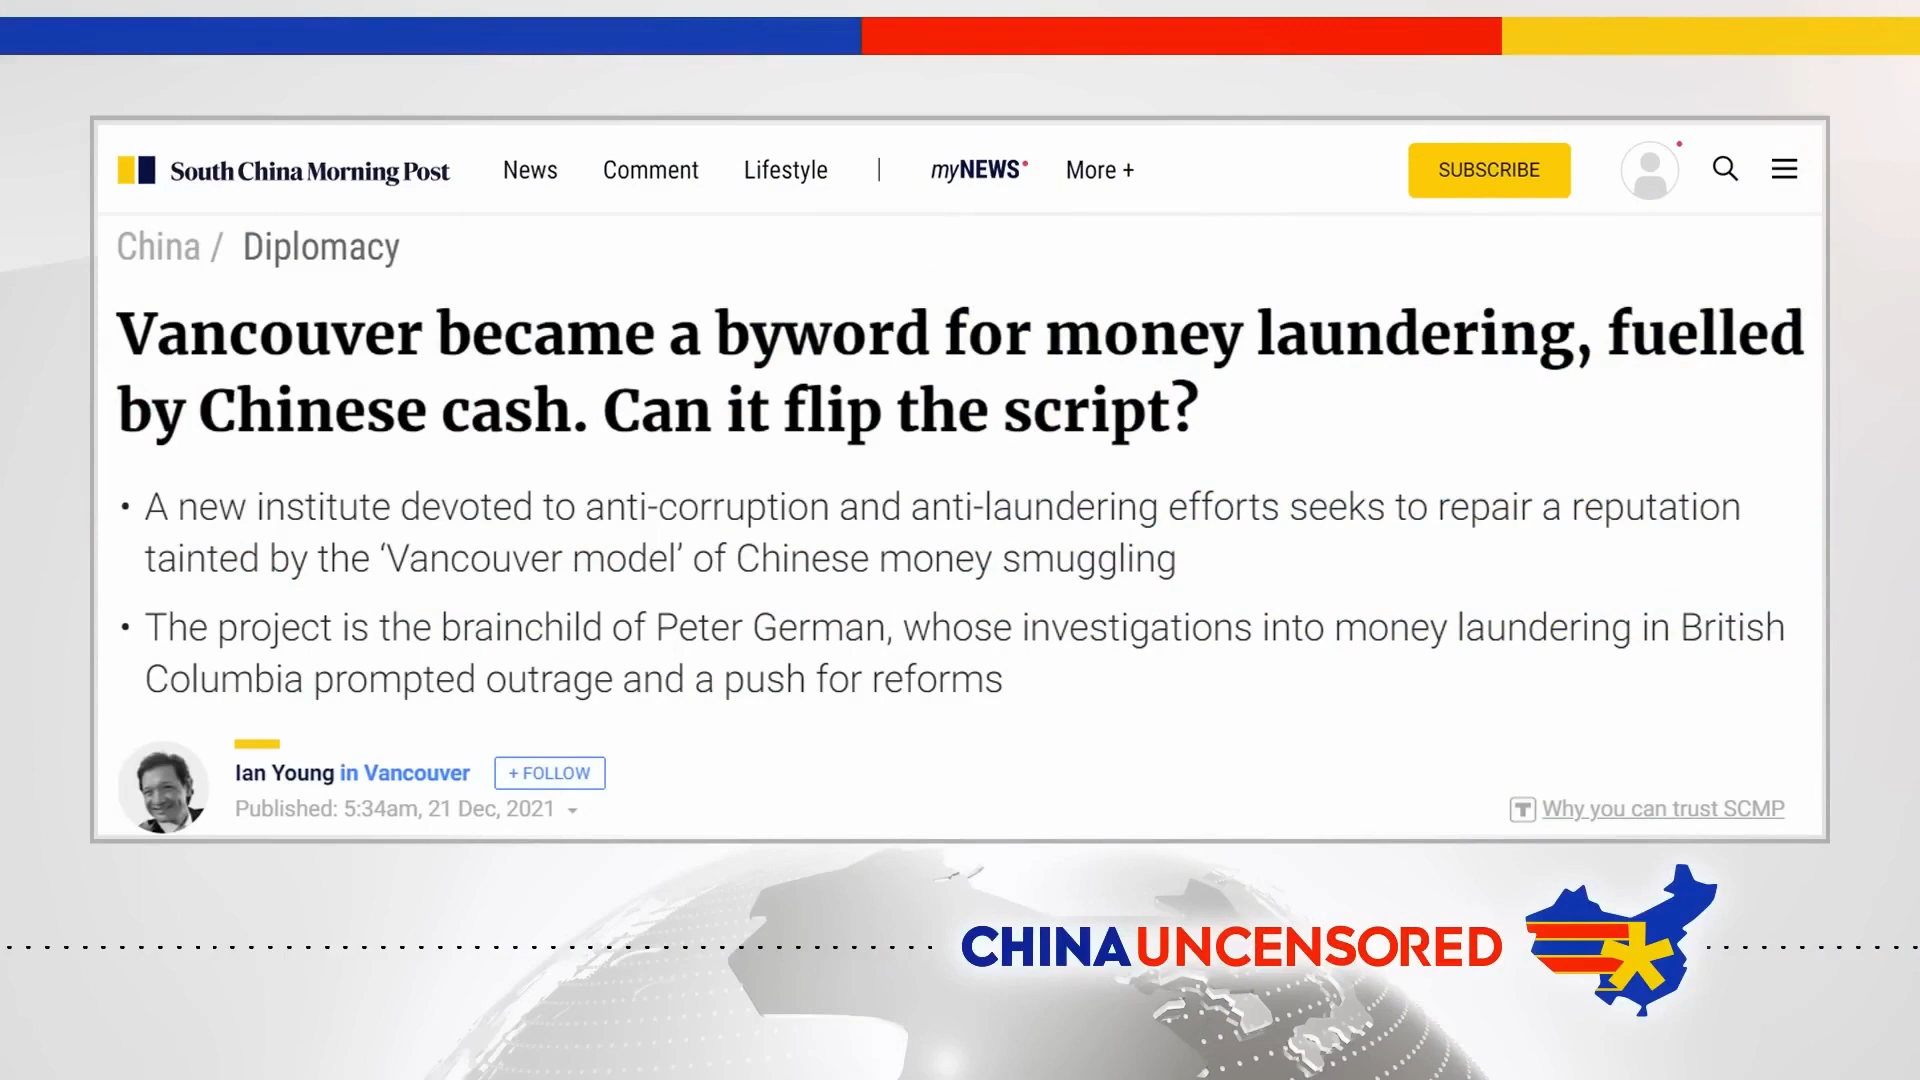 South China Morning Post News Comment Lifestyle | myNEWS More + SUBSCRIBE
China / Diplomacy
Vancouver became a byword for money laundering, fuelled
by Chinese cash. Can it flip the script?
• A new institute devoted to anti-corruption and anti-laundering efforts seeks to repair a reputation
tainted by the ‘Vancouver model’ of Chinese money smuggling
• The project is the brainchild of Peter German, whose investigations into money laundering in British
Columbia prompted outrage and a push for reforms
Ian Young in Vancouver + FOLLOW
Published: 5:34am, 21 Dec, 2021
T Why you can trust SCMP
CHINA UNCENSORED